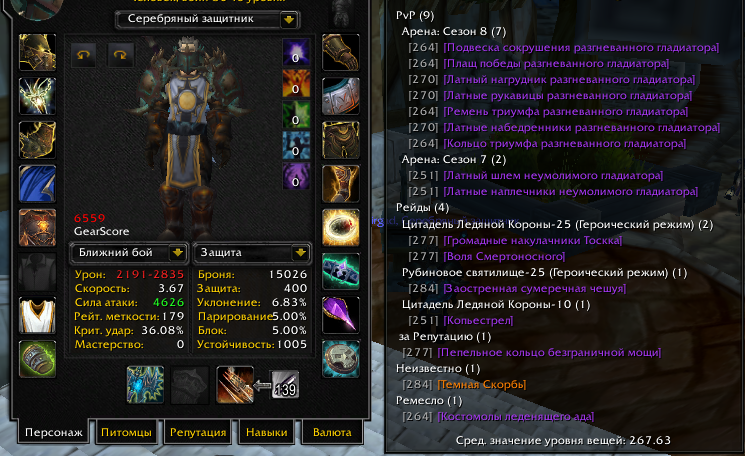 Серебряный защитник
0
0
0
0
0
6559
GearScore
Ближний бой
Защита
Урон: 2191-2835
Скорость: 3.67
Сила атаки: 4626
Рейт. меткости: 179
Крит. удар: 36.08%
Мастерство: 0
Броня: 15026
Защита: 400
Уклонение: 6.83%
Парирование: 5.00%
Блок: 5.00%
Устойчивость: 1005
139
Персонаж
Питомцы
Репутация
Навыки
Валюта
PvP (9)
Арена: Сезон 8 (7)
[264] [Подвеска сокрушения разгневанного гладиатора]
[264] [Плащ победы разгневанного гладиатора]
[270] [Латный нагрудник разгневанного гладиатора]
[270] [Латные рукавицы разгневанного гладиатора]
[264] [Ремень триумфа разгневанного гладиатора]
[270] [Латные набедренники разгневанного гладиатора]
[264] [Кольцо триумфа разгневанного гладиатора]
Арена: Сезон 7 (2)
[251] [Латный шлем неумолимого гладиатора]
[251] [Латные наплечники неумолимого гладиатора]
Рейды (4)
Цитадель Ледяной Короны-25 (Героический режим) (2)
[277] [Громадные накулачники Тоскка]
[277] [Воля Смертоносного]
Рубиновое святилище-25 (Героический режим) (1)
[284] [Заостренная сумеречная чешуя]
Цитадель Ледяной Короны-10 (1)
[251] [Копьестрел]
за Репутацию (1)
[277] [Пепельное кольцо безграничной мощи]
Неизвестно (1)
[284] [Темная Скорбь]
Ремесло (1)
[264] [Костомолы леденящего ада]
Сред. значение уровня вещей: 267.63